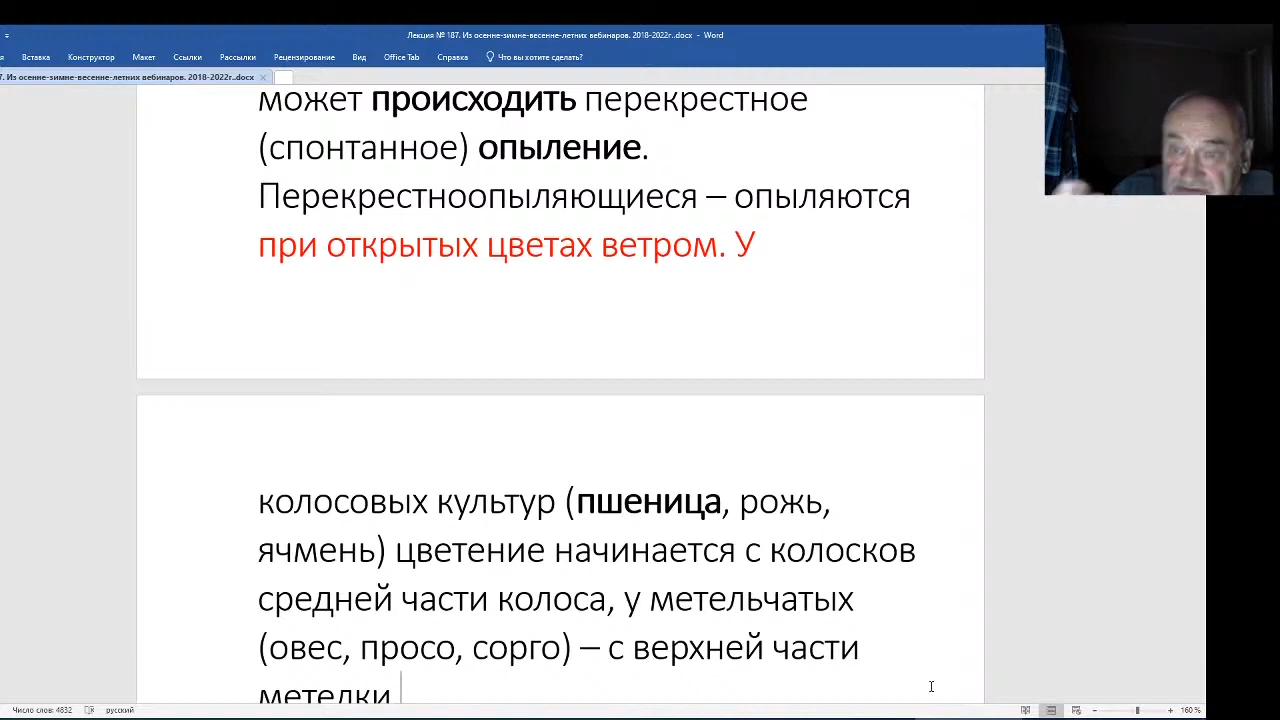 Лекция № 187. Из осенне-зимне-весенне-летних вебинаров. 2018-2022г..docx - Word
я Вставка Конструктор Макет Ссылки Рассылки Рецензирование Вид Office Tab Справка Что вы хотите сделать?
7. Из осенне-зимне-весенне-летних вебинаров. 2018-2022г..docx
может происходить перекрестное
(спонтанное) опыление.
Перекрестноопыляющиеся – опыляются
при открытых цветах ветром. У
колосовых культур (пшеница, рожь,
ячмень) цветение начинается с колосков
средней части колоса, у метельчатых
(овес, просо, сорго) – с верхней части
метелки
Число слов: 4832 русский 160 %